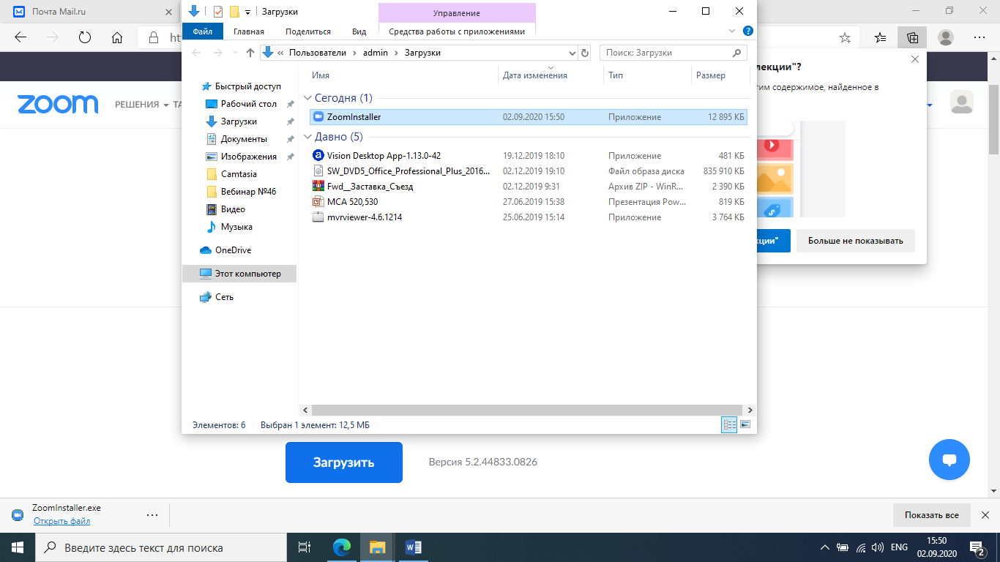 Почта Mail.ru
Загрузки
Управление
Файл
Главная
Поделиться
Вид
Средства работы с приложениями
« Пользователи > admin > Загрузки
Поиск: Загрузки
Имя
Дата изменения
Тип
Размер
Быстрый доступ
Рабочий стол
Загрузки
Документы
Изображения
Camtasia
Вебинар №46
Видео
Музыка
OneDrive
Этот компьютер
Сеть
Сегодня (1)
ZoomInstaller 02.09.2020 15:50 Приложение 12 895 КБ
Давно (5)
Vision Desktop App-1.13.0-42 19.12.2019 18:10 Приложение 481 КБ
SW_DVD5_Office_Professional_Plus_2016... 02.12.2019 19:10 Файл образа диска 835 910 КБ
Fwd__Заставка_Съезд 02.12.2019 9:31 Архив ZIP - WinR... 2 390 КБ
МСА 520,530 27.06.2019 15:38 Презентация Pow... 819 КБ
mvrviewer-4.6.1214 25.06.2019 15:14 Приложение 3 764 КБ
Элементов: 6
Выбран 1 элемент: 12,5 МБ
zoom
РЕШЕНИЯ
лекции"?
содержимое, найденное в
Больше не показывать
Загрузить
Версия 5.2.44833.0826
ZoomInstaller.exe
Открыть файл
Показать все
Введите здесь текст для поиска
ENG
15:50
02.09.2020
2